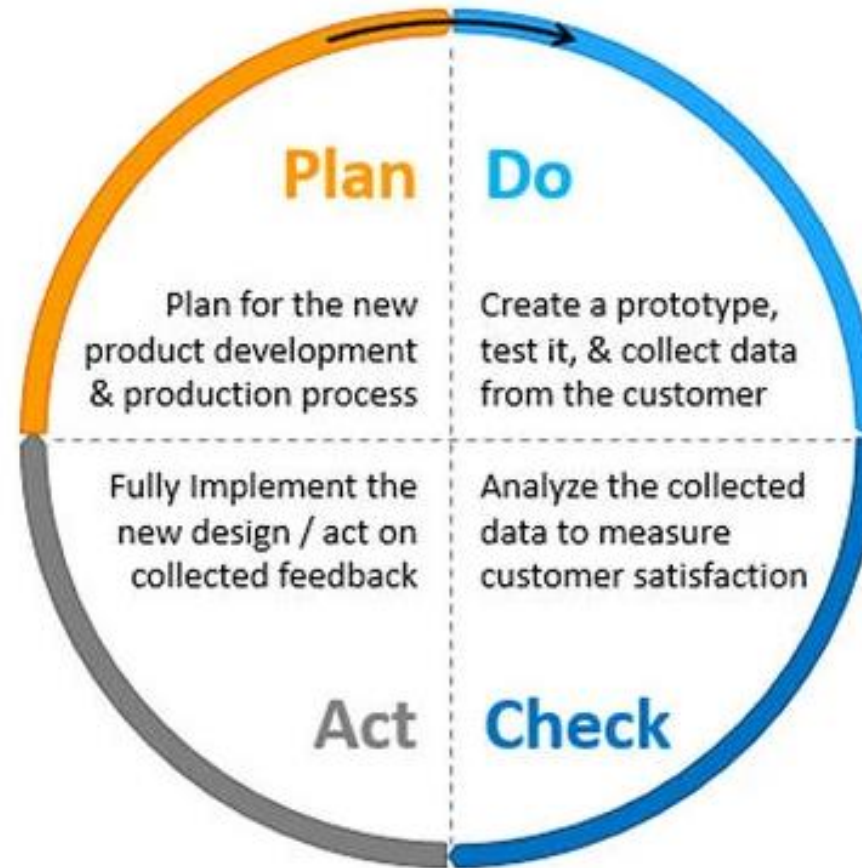 Plan
Plan for the new
product development
& production process
Do
Create a prototype,
test it, & collect data
from the customer
Fully Implement the
new design / act on
collected feedback
Act
Analyze the collected
data to measure
customer satisfaction
Check